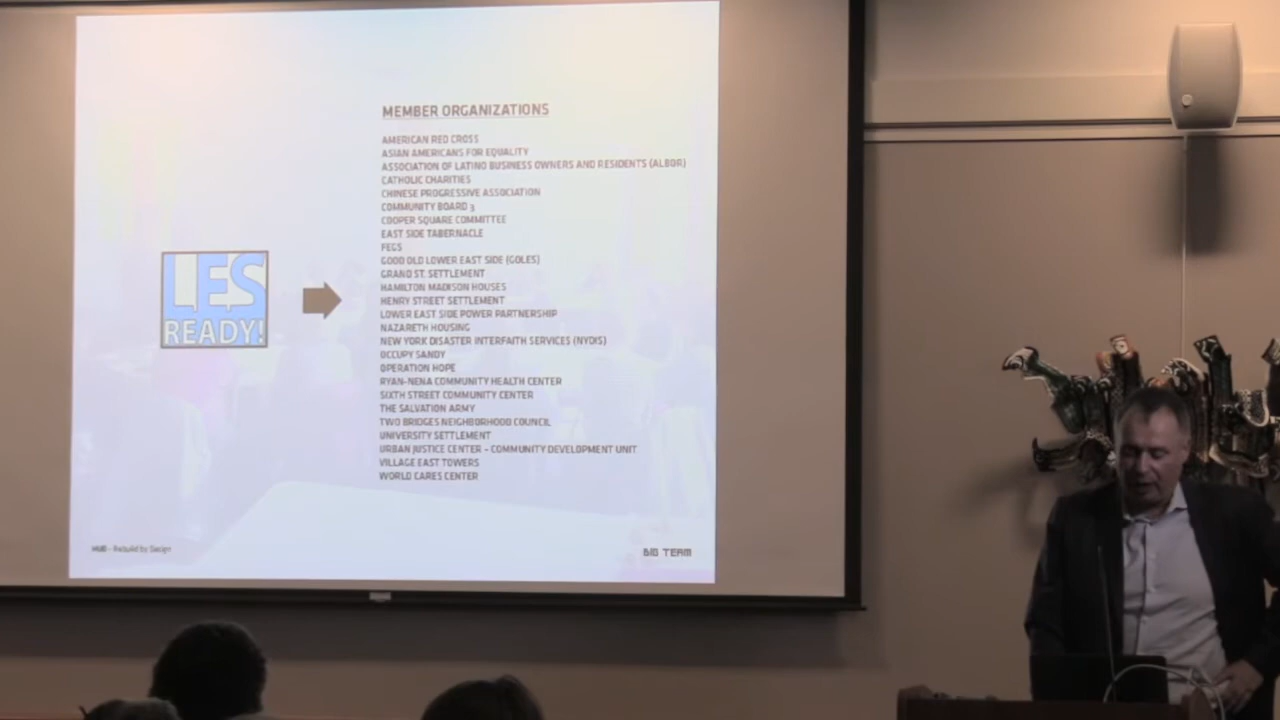 MEMBER ORGANIZATIONS
AMERICAN RED CROSS
ASIAN AMERICANS FOR EQUALITY
ASSOCIATION OF LATINO BUSINESS OWNERS AND RESIDENTS (ALBOR)
CATHOLIC CHARITIES
CHINESE PROGRESSIVE ASSOCIATION
COMMUNITY BOARD 3
COOPER SQUARE COMMITTEE
EAST SIDE TABERNACLE
FEGS
GOOD OLD LOWER EAST SIDE (GOLES)
GRAND ST. SETTLEMENT
HAMILTON MADISON HOUSES
HENRY STREET SETTLEMENT
LOWER EAST SIDE POWER PARTNERSHIP
NAZARETH HOUSING
NEW YORK DISASTER INTERFAITH SERVICES (NYDIS)
OCCUPY SANDY
OPERATION HOPE
RYAN-NENA COMMUNITY HEALTH CENTER
SIXTH STREET COMMUNITY CENTER
THE SALVATION ARMY
TWO BRIDGES NEIGHBORHOOD COUNCIL
UNIVERSITY SETTLEMENT
URBAN JUSTICE CENTER - COMMUNITY DEVELOPMENT UNIT
VILLAGE EAST TOWERS
WORLD CARES CENTER
LES
READY!
HUD - Rebuild by Design
BIG TEAM